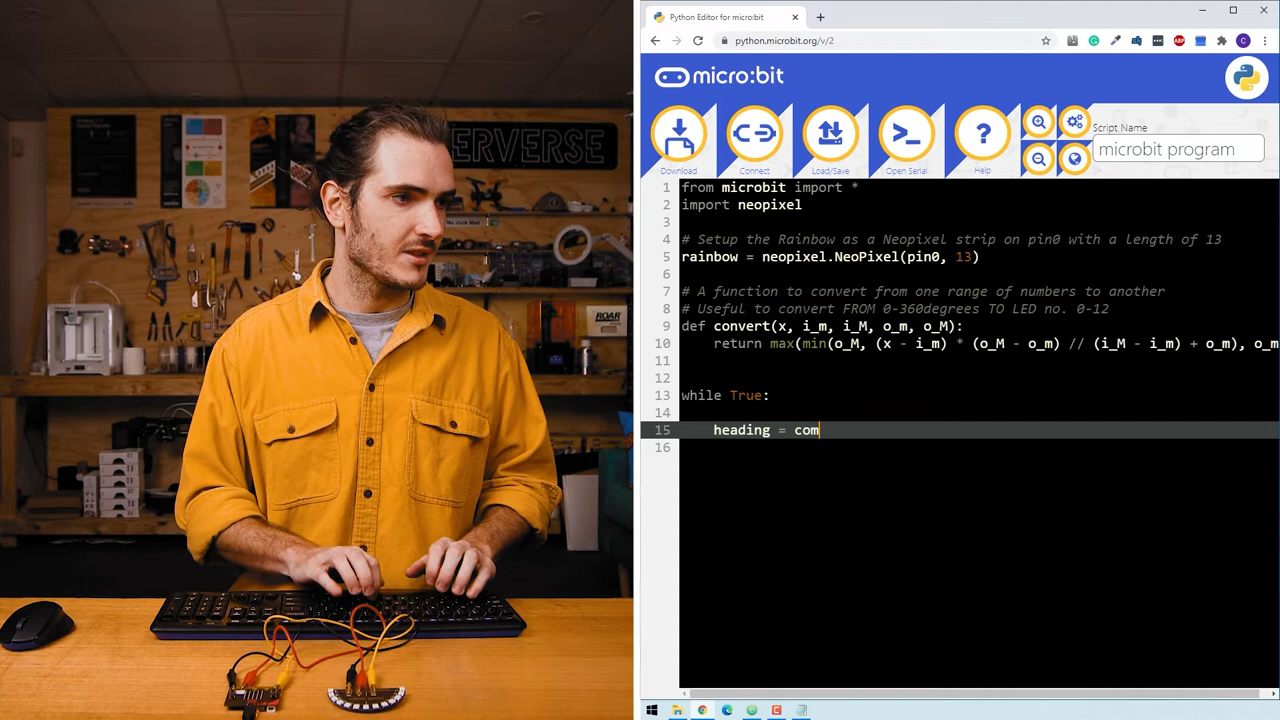 ERVERSE
No Junk Mail
ROAR
Python Editor for micro:bit
python.microbit.org/v/2
ABP
C
micro:bit
Download
Connect
Load/Save
Open Serial
Help
Script Name
microbit program
1 from microbit import *
2 import neopixel
3
4 # Setup the Rainbow as a Neopixel strip on pin0 with a length of 13
5 rainbow = neopixel.NeoPixel(pin0, 13)
6
7 # A function to convert from one range of numbers to another
8 # Useful to convert FROM 0-360degrees TO LED no. 0-12
9 def convert(x, i_m, i_M, o_m, o_M):
10 return max(min(o_M, (x - i_m) * (o_M - o_m) // (i_M - i_m) + o_m), o_m
11
12
13 while True:
14
15 heading = com
16